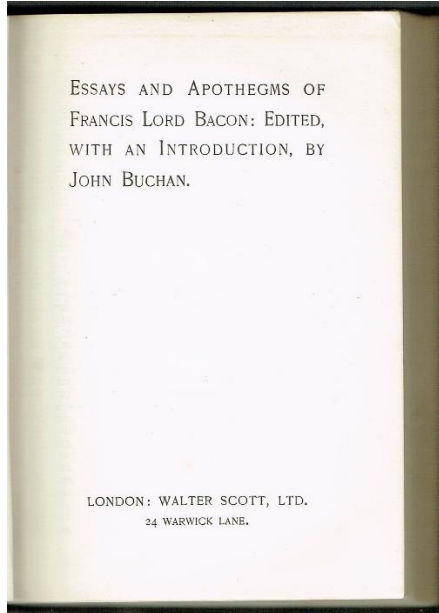 ESSAYS AND APOTHEGMS OF
FRANCIS LORD BACON: EDITED,
WITH AN INTRODUCTION, BY
JOHN BUCHAN.
LONDON: WALTER SCOTT, LTD.
24 WARWICK LANE.